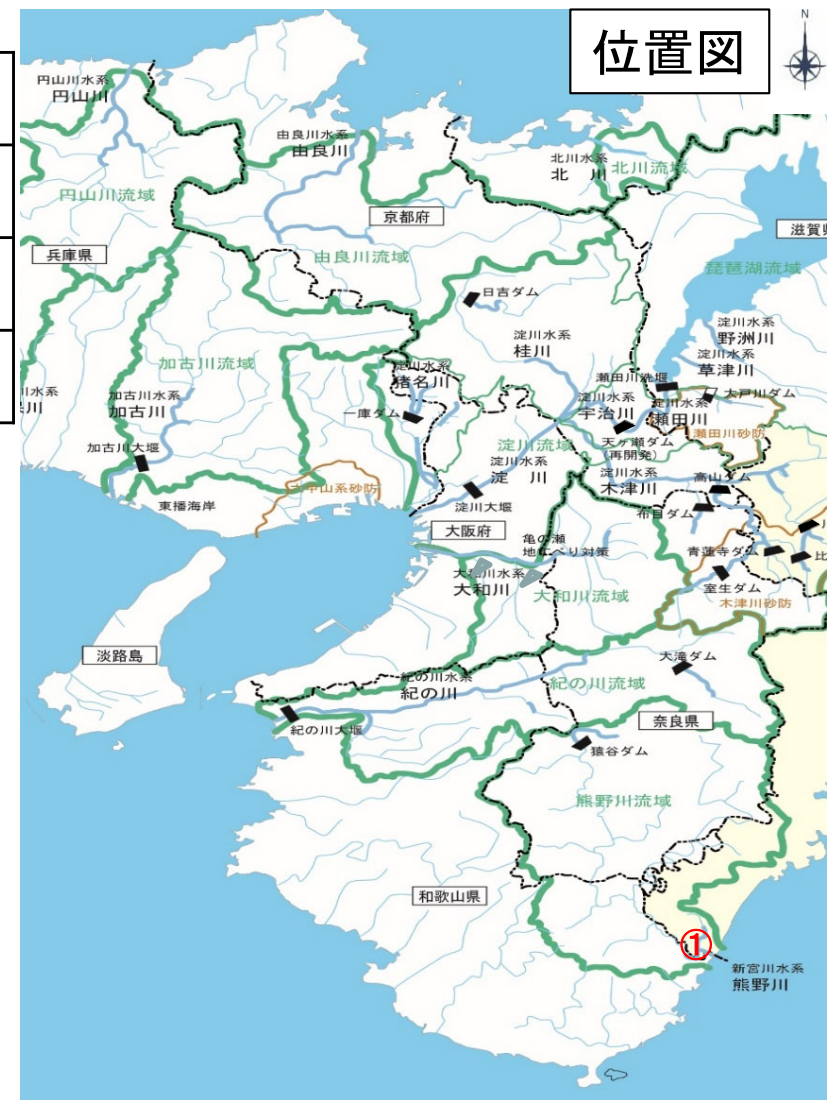 位置図
N
円山川水系
円山川
由良川水系
由良川
北川水系
北 川
北川流域
円山川流域
京都府
滋賀県
兵庫県
由良川流域
琵琶湖流域
日吉ダム
淀川水系
桂川
淀川水系
野洲川
淀川水系
草津川
加古川流域
淀川水系
猪名川
瀬田川洗堰
大戸川ダム
加古川水系
加古川
淀川水系
宇治川
淀川水系
瀬田川
一庫ダム
天ヶ瀬ダム
(再開発)
瀬田川砂防
加古川大堰
淀川流域
淀川水系
淀 川
淀川水系
木津川
高山ダム
六甲山系砂防
東播海岸
淀川大堰
布目ダム
大阪府
亀の瀬
地すべり対策
青蓮寺ダム
比
大和川水系
大和川
大和川流域
室生ダム
木津川砂防
淡路島
紀の川水系
紀の川
大滝ダム
紀の川流域
奈良県
紀の川大堰
猿谷ダム
熊野川流域
和歌山県
①
新宮川水系
熊野川